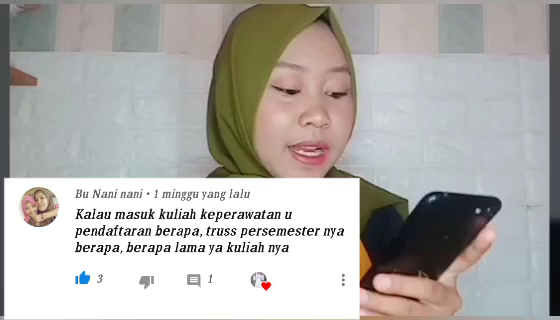 Bu Nani nani • 1 minggu yang lalu
Kalau masuk kuliah keperawatan u
pendaftaran berapa, truss persemester nya
berapa, berapa lama ya kuliah nya
3
1